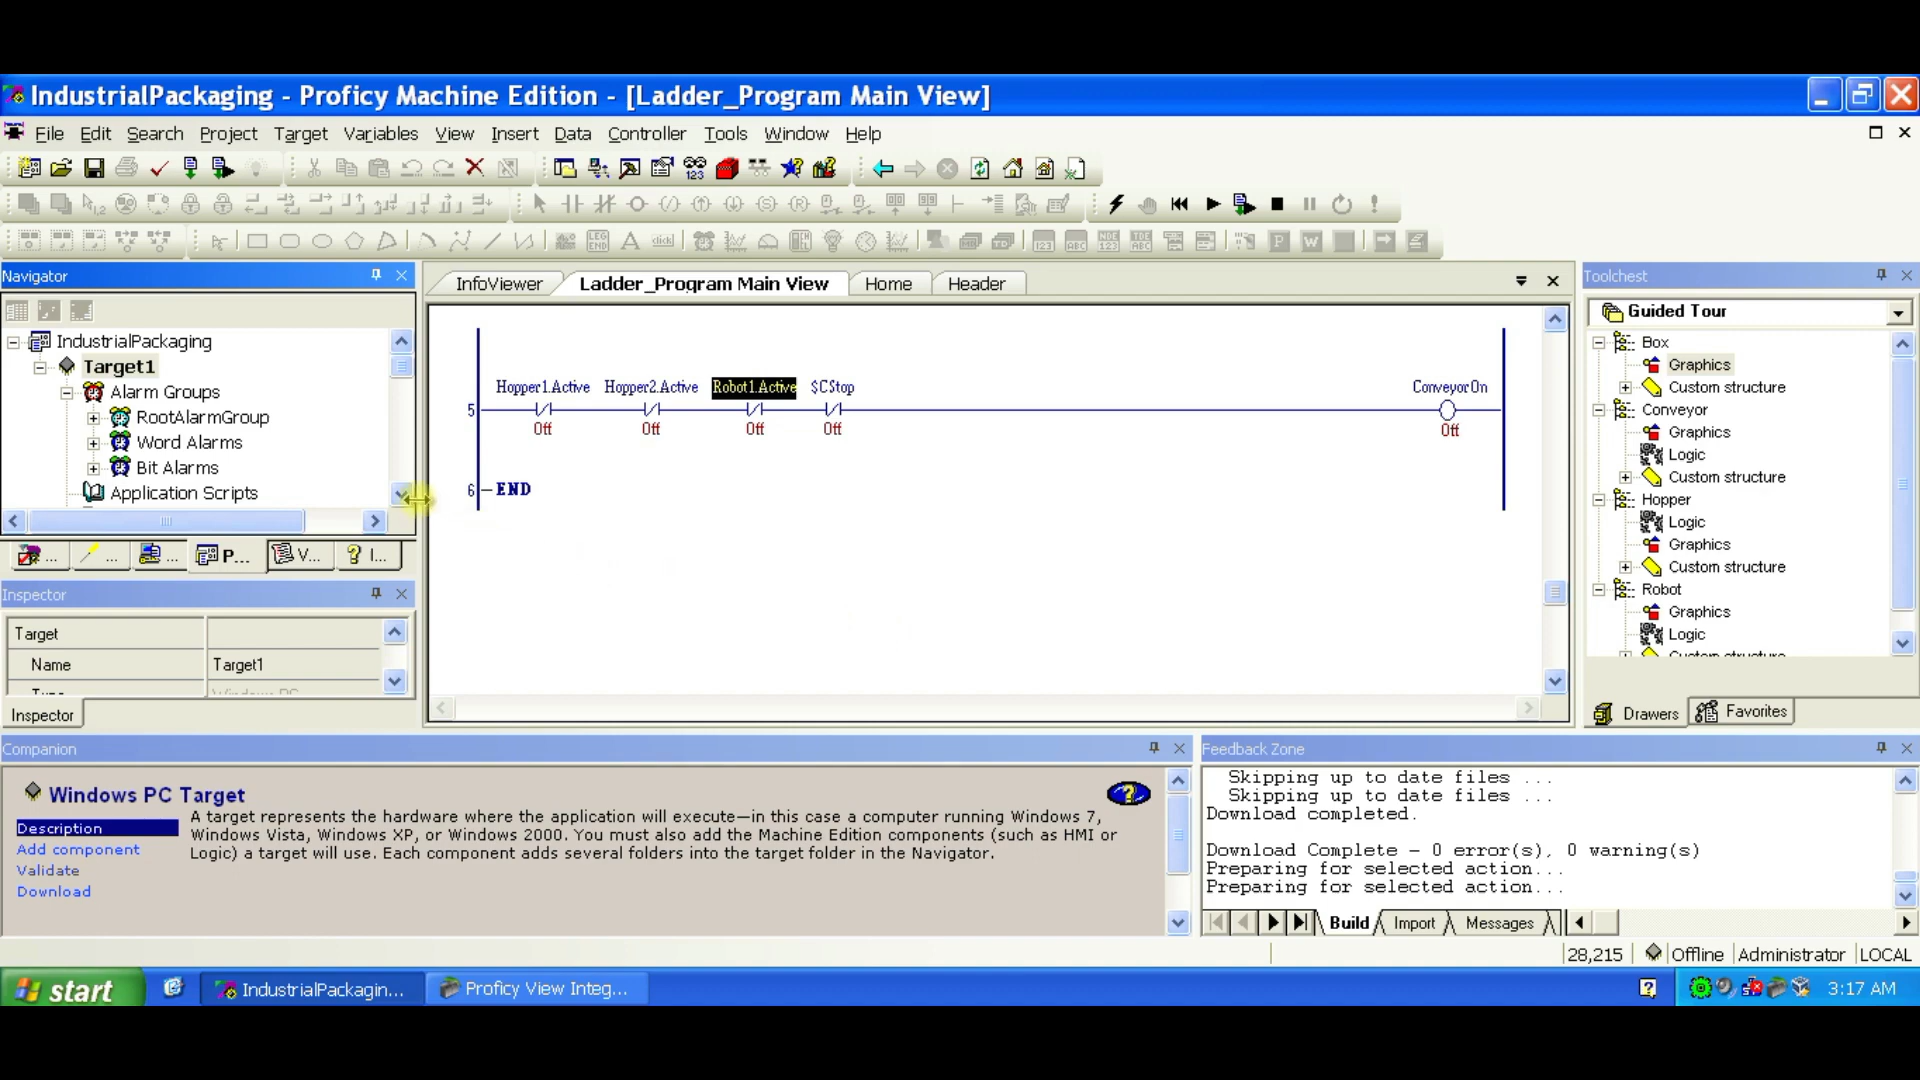 IndustrialPackaging - Proficy Machine Edition - [Ladder_Program Main View]
File Edit Search Project Target Variables View Insert Data Controller Tools Window Help
Navigator
IndustrialPackaging
Target1
Alarm Groups
RootAlarmGroup
Word Alarms
Bit Alarms
Application Scripts
P...
V...
I...
Inspector
Target
Name Target1
Inspector
InfoViewer Ladder_Program Main View Home Header
Hopper1.Active Hopper2.Active Robot1.Active $CStop ConveyorOn
5
Off Off Off Off Off
6 END
Toolchest
Guided Tour
Box
Graphics
Custom structure
Conveyor
Graphics
Logic
Custom structure
Hopper
Logic
Graphics
Custom structure
Robot
Graphics
Logic
Custom structure
Drawers Favorites
Companion
Windows PC Target
Description
Add component
Validate
Download
A target represents the hardware where the application will execute—in this case a computer running Windows 7,
Windows Vista, Windows XP, or Windows 2000. You must also add the Machine Edition components (such as HMI or
Logic) a target will use. Each component adds several folders into the target folder in the Navigator.
Feedback Zone
Skipping up to date files ...
Skipping up to date files ...
Download completed.
Download Complete - 0 error(s), 0 warning(s)
Preparing for selected action...
Preparing for selected action...
Build Import Messages
28,215 Offline Administrator LOCAL
start IndustrialPackagin... Proficy View Integ... 3:17 AM